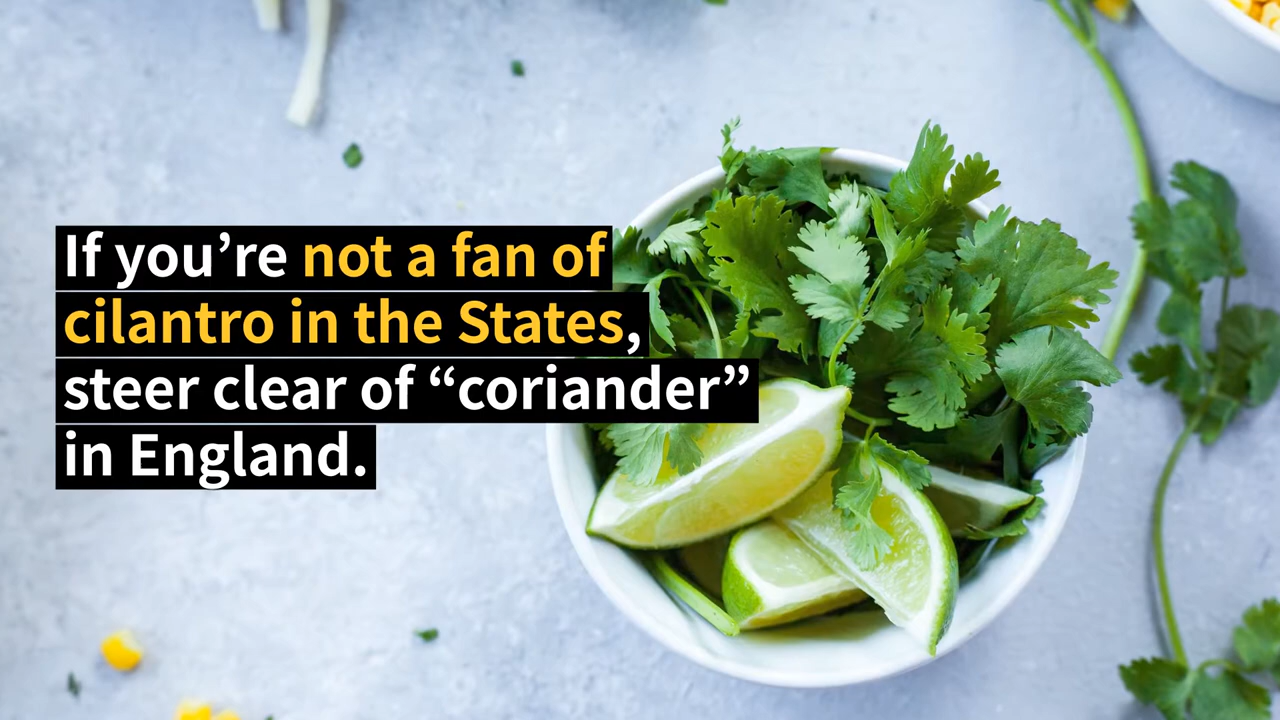 If you’re not a fan of
cilantro in the States,
steer clear of “coriander”
in England.